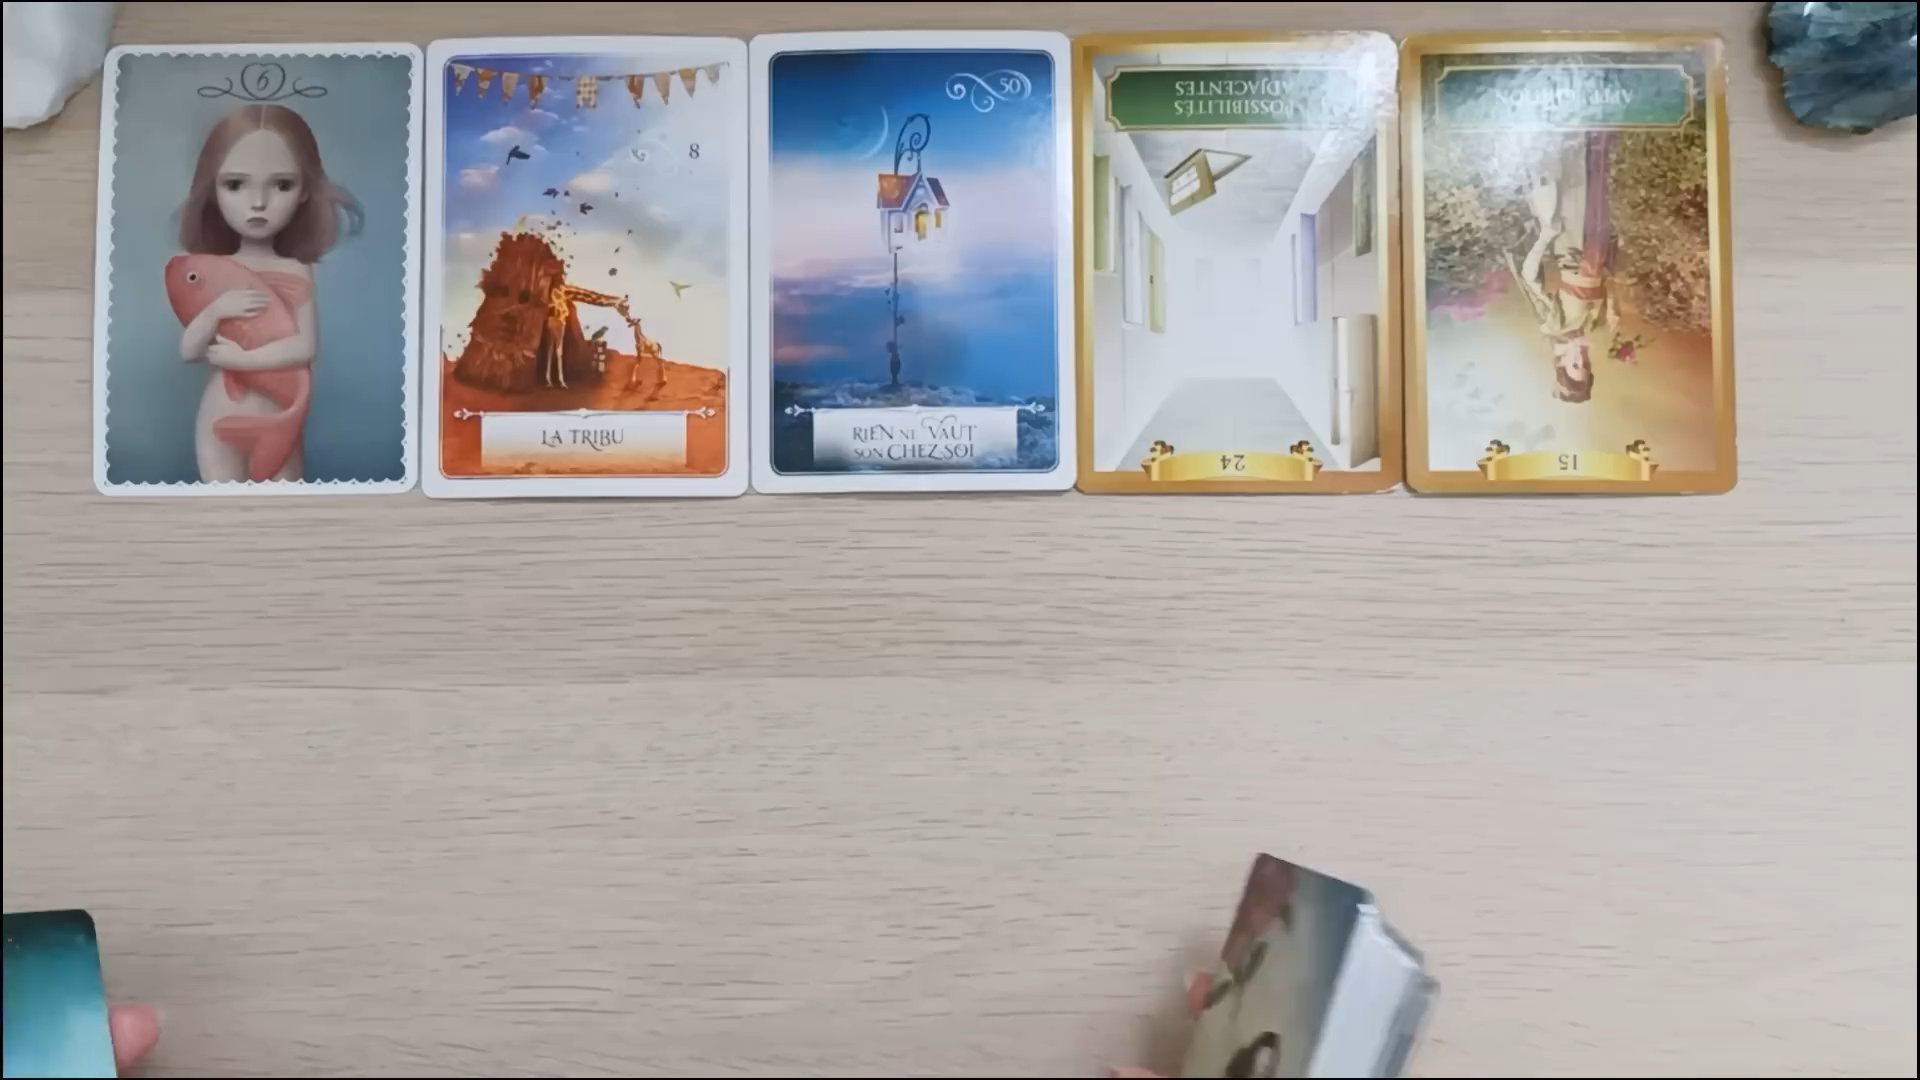 6
8
LA TRIBU
50
RIEN NE VAUT
SON CHEZ-SOI
POSSIBILITÉS
ADJACENTES
24
15